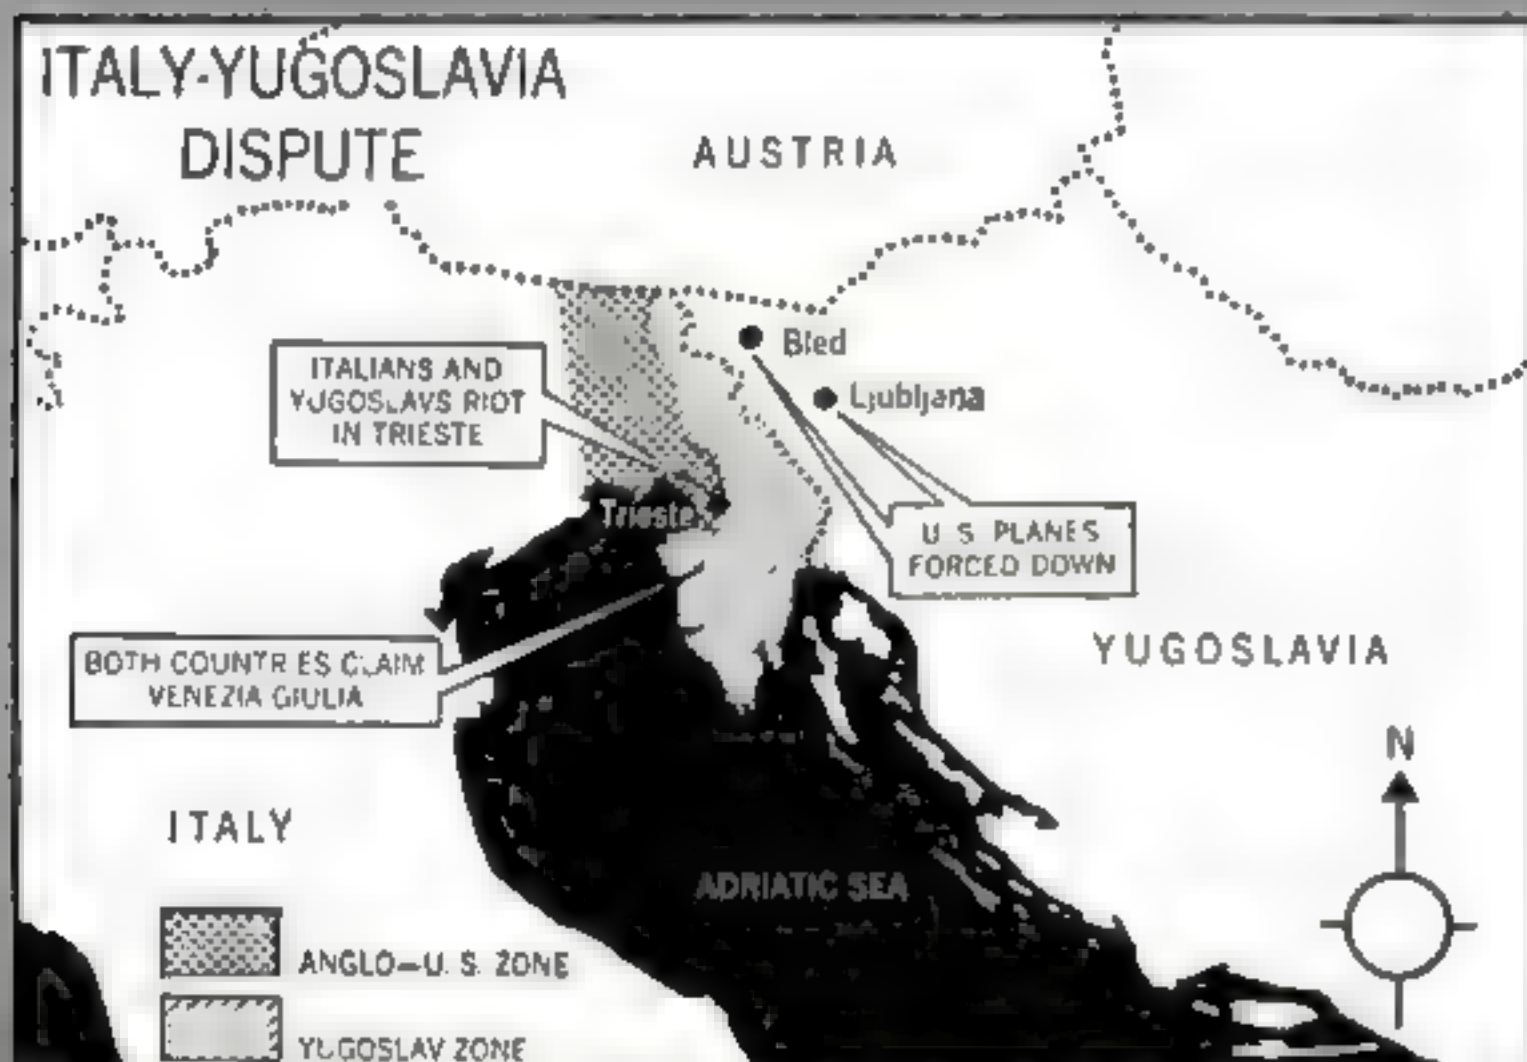 ITALY-YUGOSLAVIA
DISPUTE
AUSTRIA
Bled
Ljubljana
ITALIANS AND
YUGOSLAVS RIOT
IN TRIESTE
Trieste
U. S. PLANES
FORCED DOWN
BOTH COUNTRIES CLAIM
VENEZIA GIULIA
YUGOSLAVIA
N
ITALY
ADRIATIC SEA
ANGLO-U. S. ZONE
YUGOSLAV ZONE